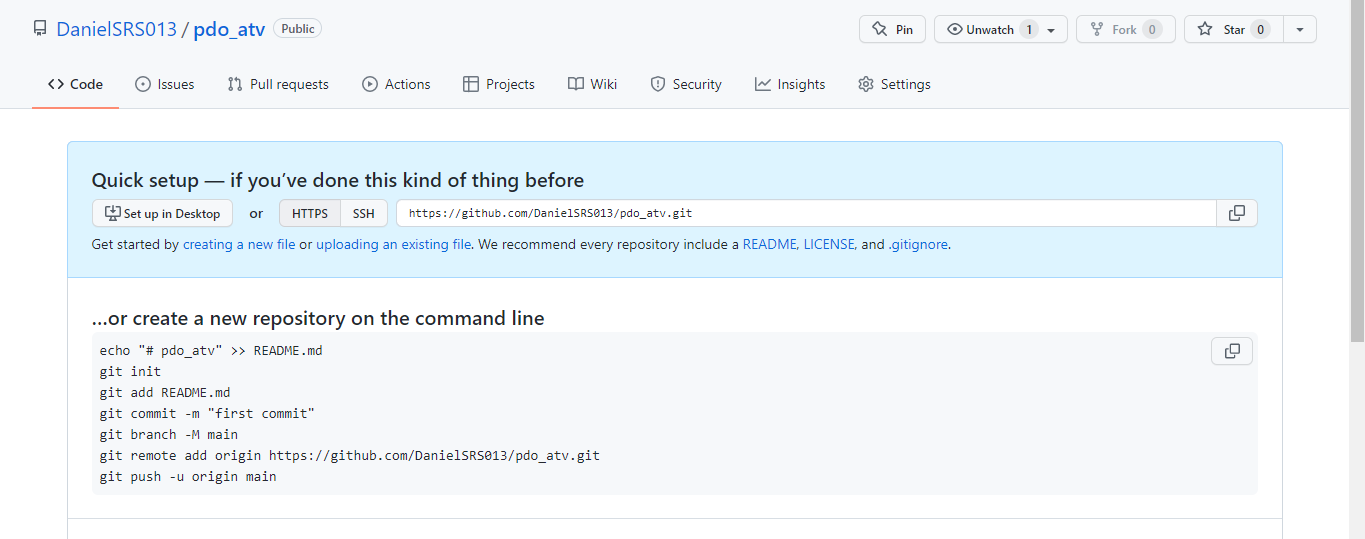 DanielSRS013 / pdo_atv Public Pin Unwatch 1 Fork 0 Star 0
Code Issues Pull requests Actions Projects Wiki Security Insights Settings
Quick setup — if you’ve done this kind of thing before
Set up in Desktop or HTTPS SSH https://github.com/DanielSRS013/pdo_atv.git
Get started by creating a new file or uploading an existing file. We recommend every repository include a README, LICENSE, and .gitignore.
…or create a new repository on the command line
echo "# pdo_atv" >> README.md
git init
git add README.md
git commit -m "first commit"
git branch -M main
git remote add origin https://github.com/DanielSRS013/pdo_atv.git
git push -u origin main